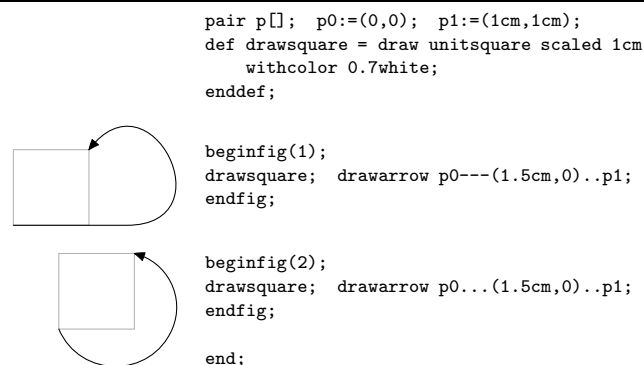 pair p[]; p0:=(0,0); p1:=(1cm,1cm);
def drawsquare = draw unitsquare scaled 1cm
    withcolor 0.7white;
enddef;
beginfig(1);
drawsquare; drawarrow p0---(1.5cm,0)..p1;
endfig;
beginfig(2);
drawsquare; drawarrow p0...(1.5cm,0)..p1;
endfig;
end;